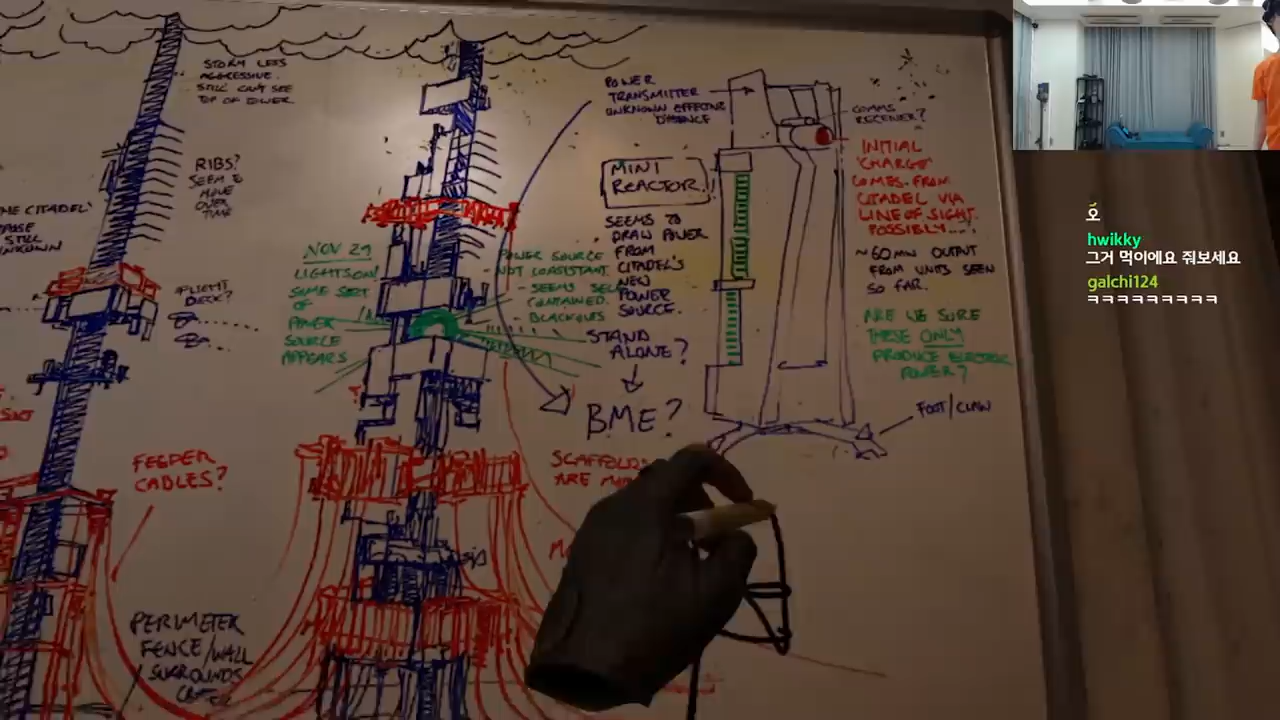 STORM LESS
AGGRESSIVE.
STILL CAN'T SEE
TOP OF TOWER
RIBS?
SEEM TO
MOVE
OVER
TIME
THE CITADEL'
STILL
UNKNOWN
FLIGHT
DECK?
FEEDER
CABLES?
PERIMETER
FENCE/WALL
SURROUNDS
NOV 29
LIGHTS ON!
SOME SORT
OF
POWER
SOURCE
APPEARS
POWER SOURCE
NOT CONSISTANT.
- SEEMS SELF
CONTAINED.
- BLACKOUTS
POWER
TRANSMITTER
UNKNOWN EFFECTIVE
DISTANCE
MINI
REACTOR.
SEEMS TO
DRAW POWER
FROM
CITADEL'S
NEW
POWER
SOURCE.
STAND
ALONE?
BME?
SCAFFOLDS
ARE
COMMS
RECEIVER?
INITIAL
'CHARGE'
COMES FROM
CITADEL VIA
LINE OF SIGHT.
POSSIBLY....?
~60MW OUTPUT
FROM UNITS SEEN
SO FAR.
ARE WE SURE
THESE ONLY
PRODUCE ELECTRIC
POWER?
FOOT/CLAW
오
hwikky
그거 먹이에요 줘보세요
galchi124
ㅋㅋㅋㅋㅋㅋㅋㅋㅋ